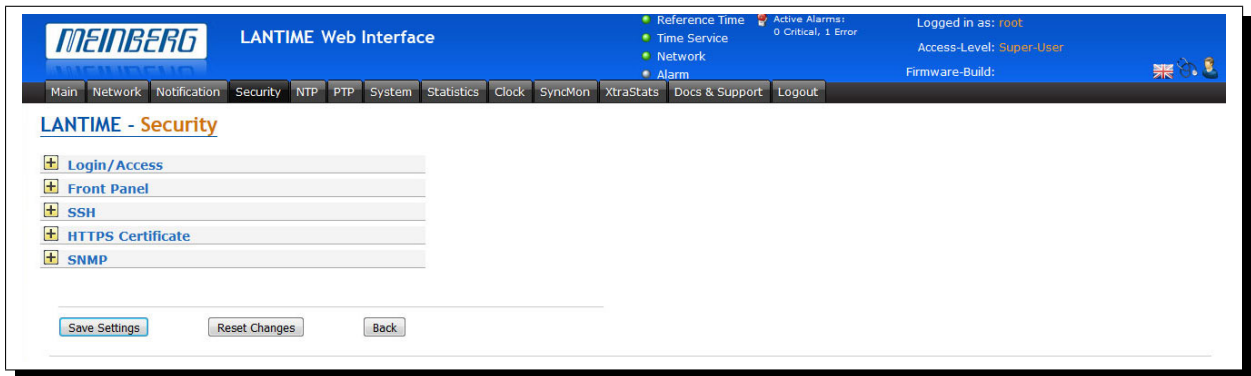 MEINBERG
LANTIME Web Interface
Reference Time
Time Service
Network
Alarm
Active Alarms:
0 Critical, 1 Error
Logged in as: root
Access-Level: Super-User
Firmware-Build:
Main Network Notification Security NTP PTP System Statistics Clock SyncMon XtraStats Docs & Support Logout
LANTIME - Security
Login/Access
Front Panel
SSH
HTTPS Certificate
SNMP
Save Settings Reset Changes Back